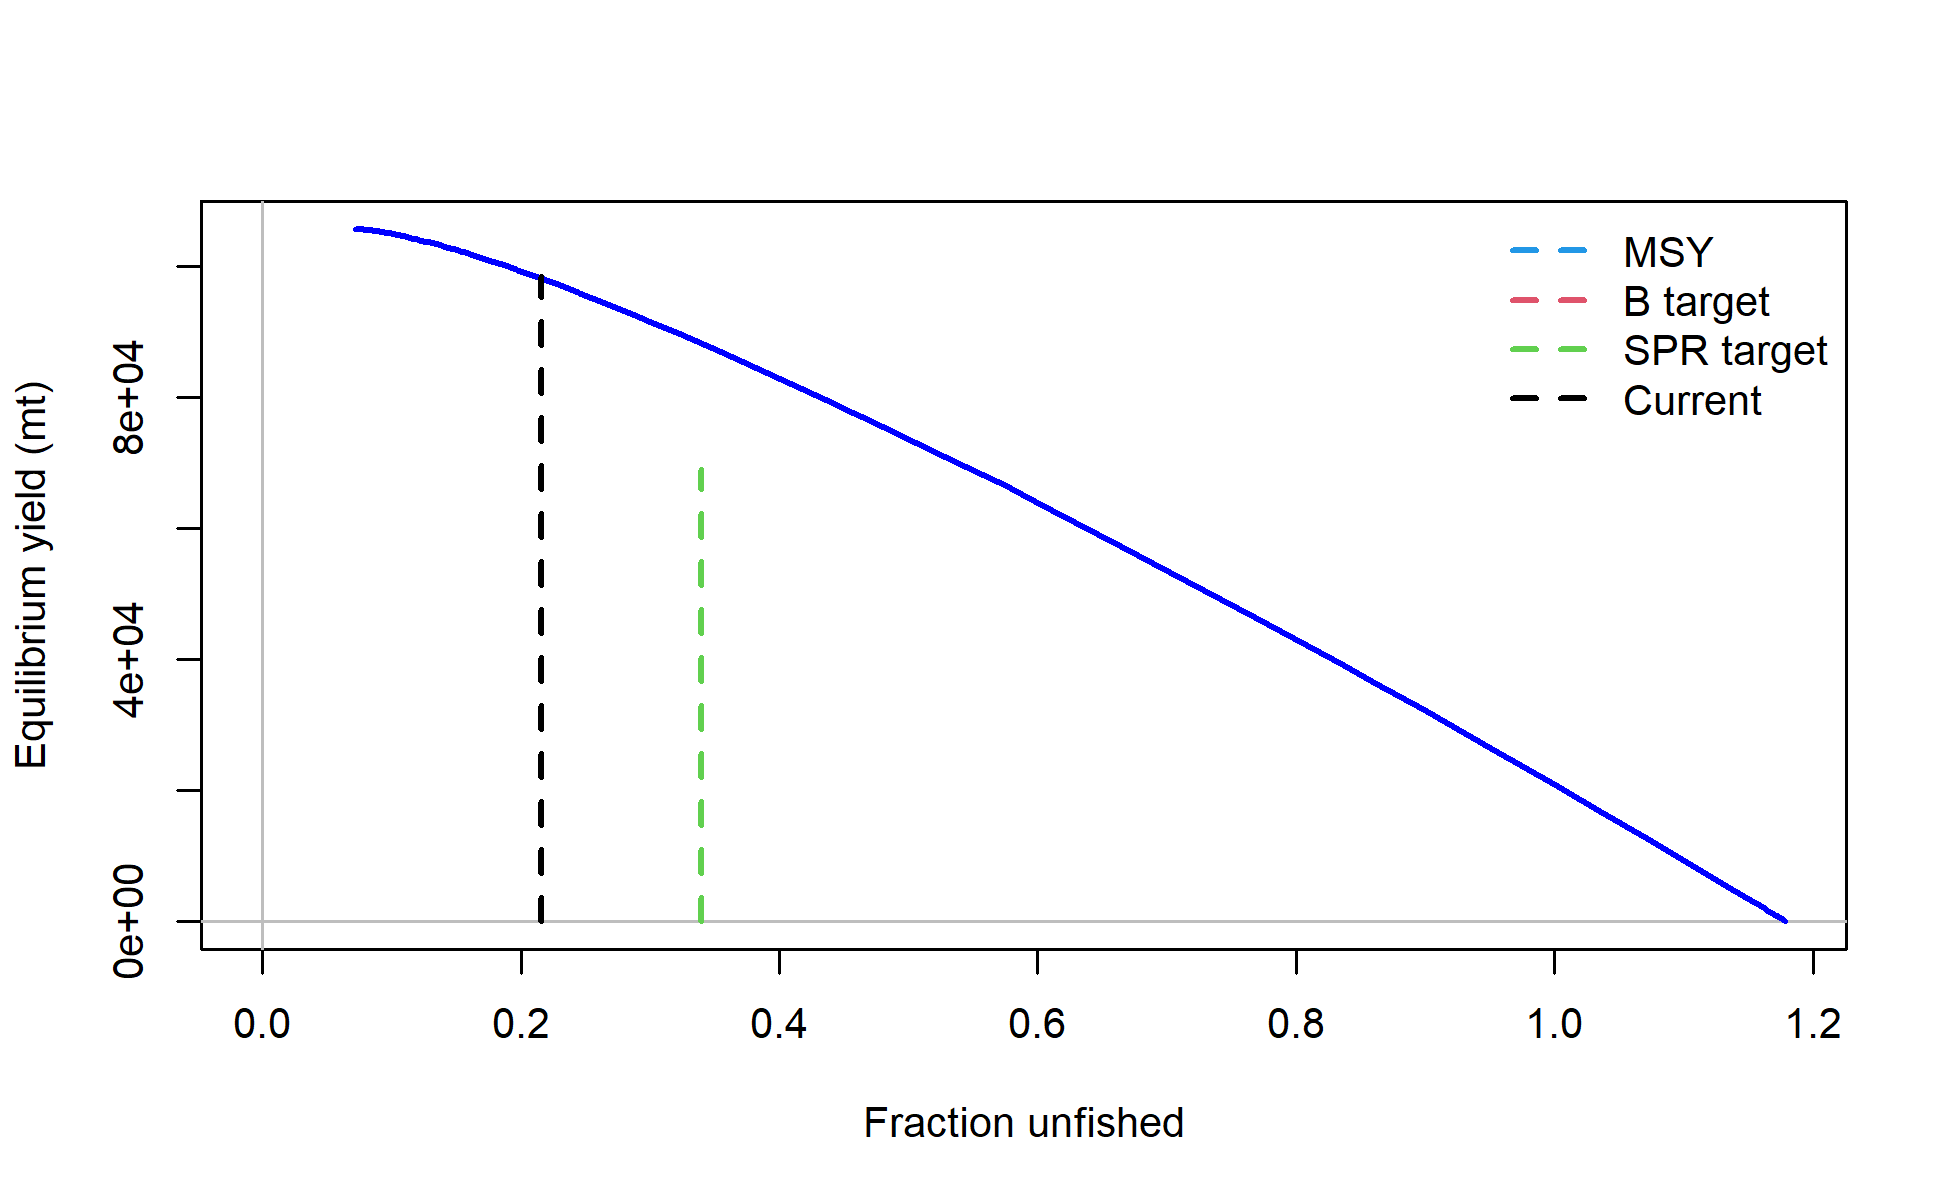 MSY
B target
SPR target
Current
Equilibrium yield (mt)
8e+04
4e+04
0e+00
0.0 0.2 0.4 0.6 0.8 1.0 1.2
Fraction unfished